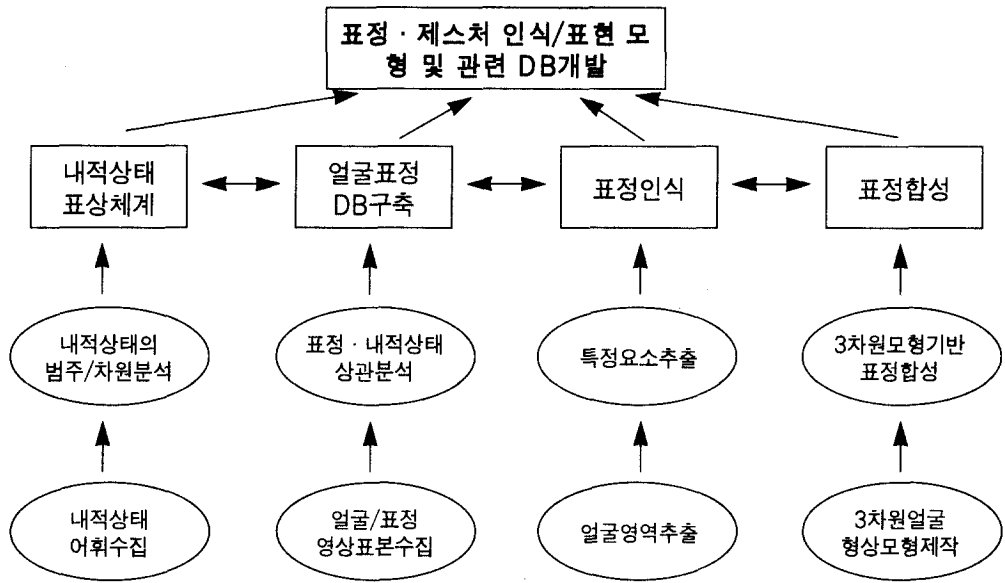 표정 · 제스처 인식/표현 모
형 및 관련 DB개발
내적상태
표상체계
얼굴표정
DB구축
표정인식
표정합성
내적상태의
범주/차원분석
표정 · 내적상태
상관분석
특정요소추출
3차원모형기반
표정합성
내적상태
어휘수집
얼굴/표정
영상표본수집
얼굴영역추출
3차원얼굴
형상모형제작